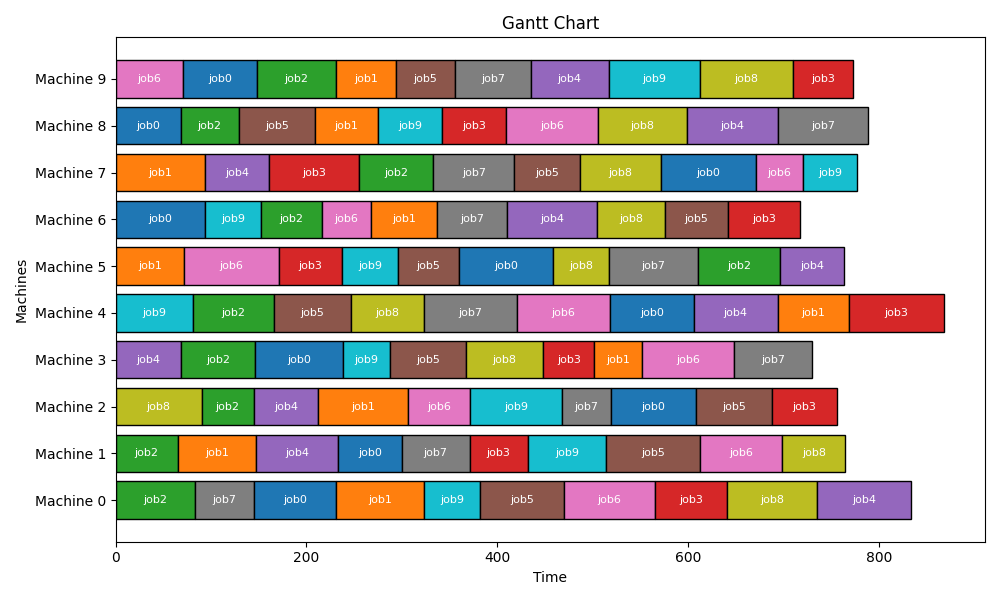 Gantt Chart
Machines
Machine 9 job6 job0 job2 job1 job5 job7 job4 job9 job8 job3
Machine 8 job0 job2 job5 job1 job9 job3 job6 job8 job4 job7
Machine 7 job1 job4 job3 job2 job7 job5 job8 job0 job6 job9
Machine 6 job0 job9 job2 job6 job1 job7 job4 job8 job5 job3
Machine 5 job1 job6 job3 job9 job5 job0 job8 job7 job2 job4
Machine 4 job9 job2 job5 job8 job7 job6 job0 job4 job1 job3
Machine 3 job4 job2 job0 job9 job5 job8 job3 job1 job6 job7
Machine 2 job8 job2 job4 job1 job6 job9 job7 job0 job5 job3
Machine 1 job2 job1 job4 job0 job7 job3 job9 job5 job6 job8
Machine 0 job2 job7 job0 job1 job9 job5 job6 job3 job8 job4
0 200 400 600 800
Time